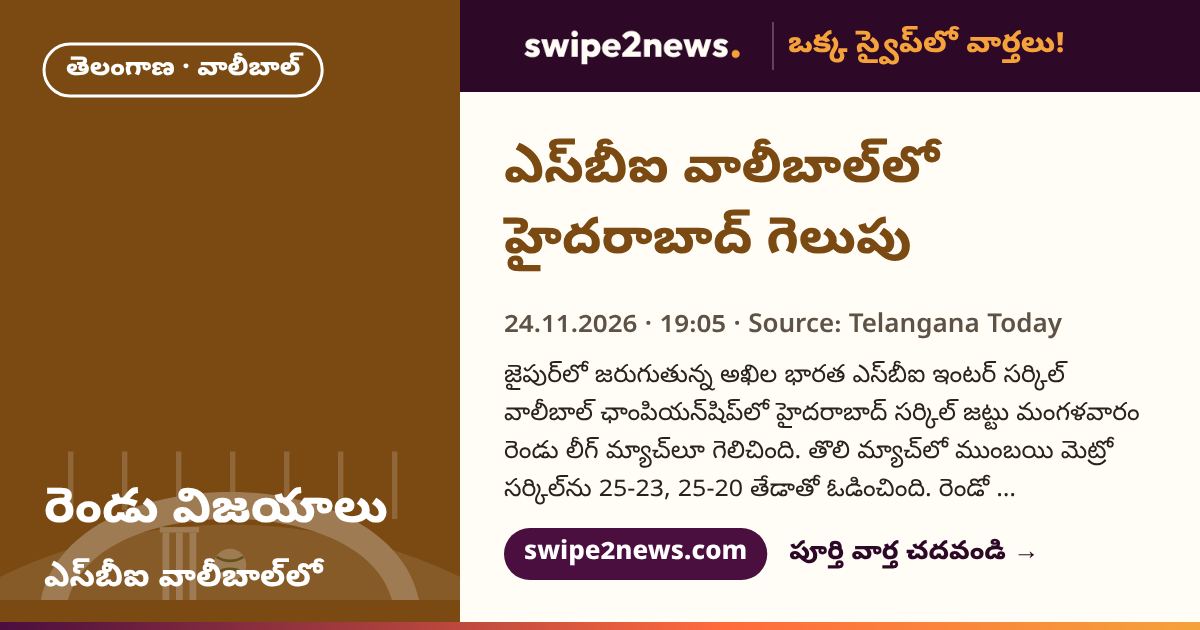 తెలంగాణ · వాలీబాల్
రెండు విజయాలు
ఎస్‌బీఐ వాలీబాల్‌లో
swipe2news.
ఒక్క స్వైప్‌లో వార్తలు!
ఎస్‌బీఐ వాలీబాల్‌లో
హైదరాబాద్ గెలుపు
24.11.2026 · 19:05 · Source: Telangana Today
జైపుర్‌లో జరుగుతున్న అఖిల భారత ఎస్‌బీఐ ఇంటర్ సర్కిల్
వాలీబాల్ ఛాంపియన్‌షిప్‌లో హైదరాబాద్ సర్కిల్ జట్టు మంగళవారం
రెండు లీగ్ మ్యాచ్‌లూ గెలిచింది. తొలి మ్యాచ్‌లో ముంబయి మెట్రో
సర్కిల్‌ను 25-23, 25-20 తేడాతో ఓడించింది. రెండో ...
swipe2news.com
పూర్తి వార్త చదవండి →